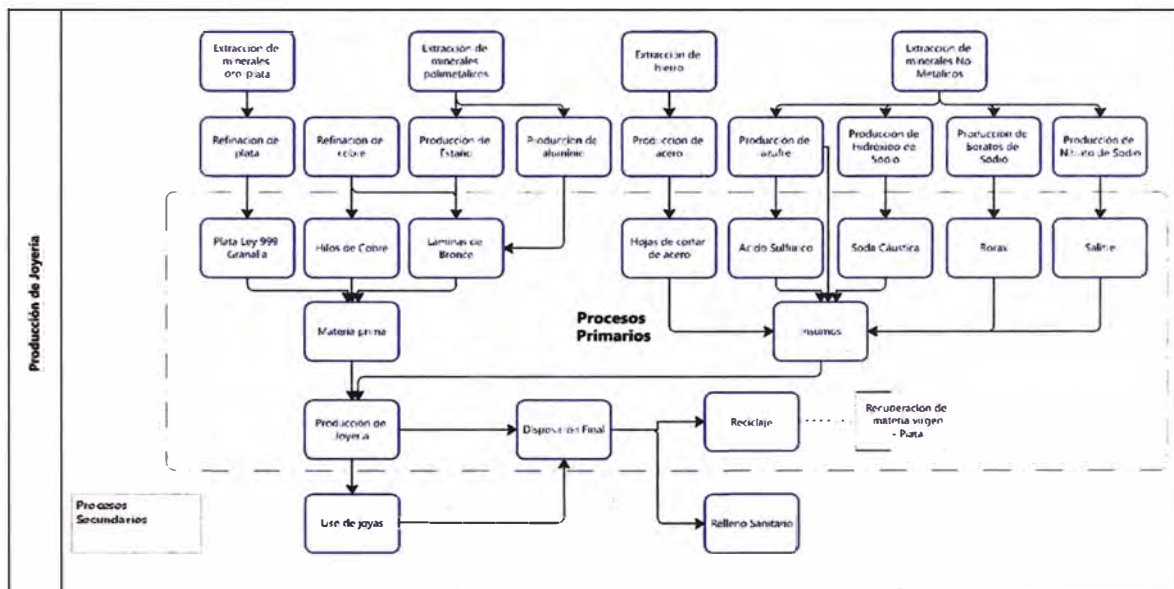 Producción de Joyería
Extracción de
minerales
oro-plata
Extracción de
minerales
polimetálicos
Extracción de
hierro
Extracción de
minerales No
Metálicos
Refinación de
plata
Refinación de
cobre
Producción de
Estaño
Producción de
aluminio
Producción de
acero
Producción de
azufre
Producción de
Hidróxido de
Sodio
Producción de
Boratos de
Sodio
Producción de
Nitrato de Sodio
Plata Ley 999
Granalla
Hilos de Cobre
Láminas de
Bronce
Hojas de cortar
de acero
Acido Sulfúrico
Soda Cáustica
Borax
Salitre
Materia prima
Procesos
Primarios
Insumos
Producción de
Joyería
Disposición Final
Reciclaje
Recuperación de
materia virgen
- Plata
Procesos
Secundarios
Uso de joyas
Relleno Sanitario